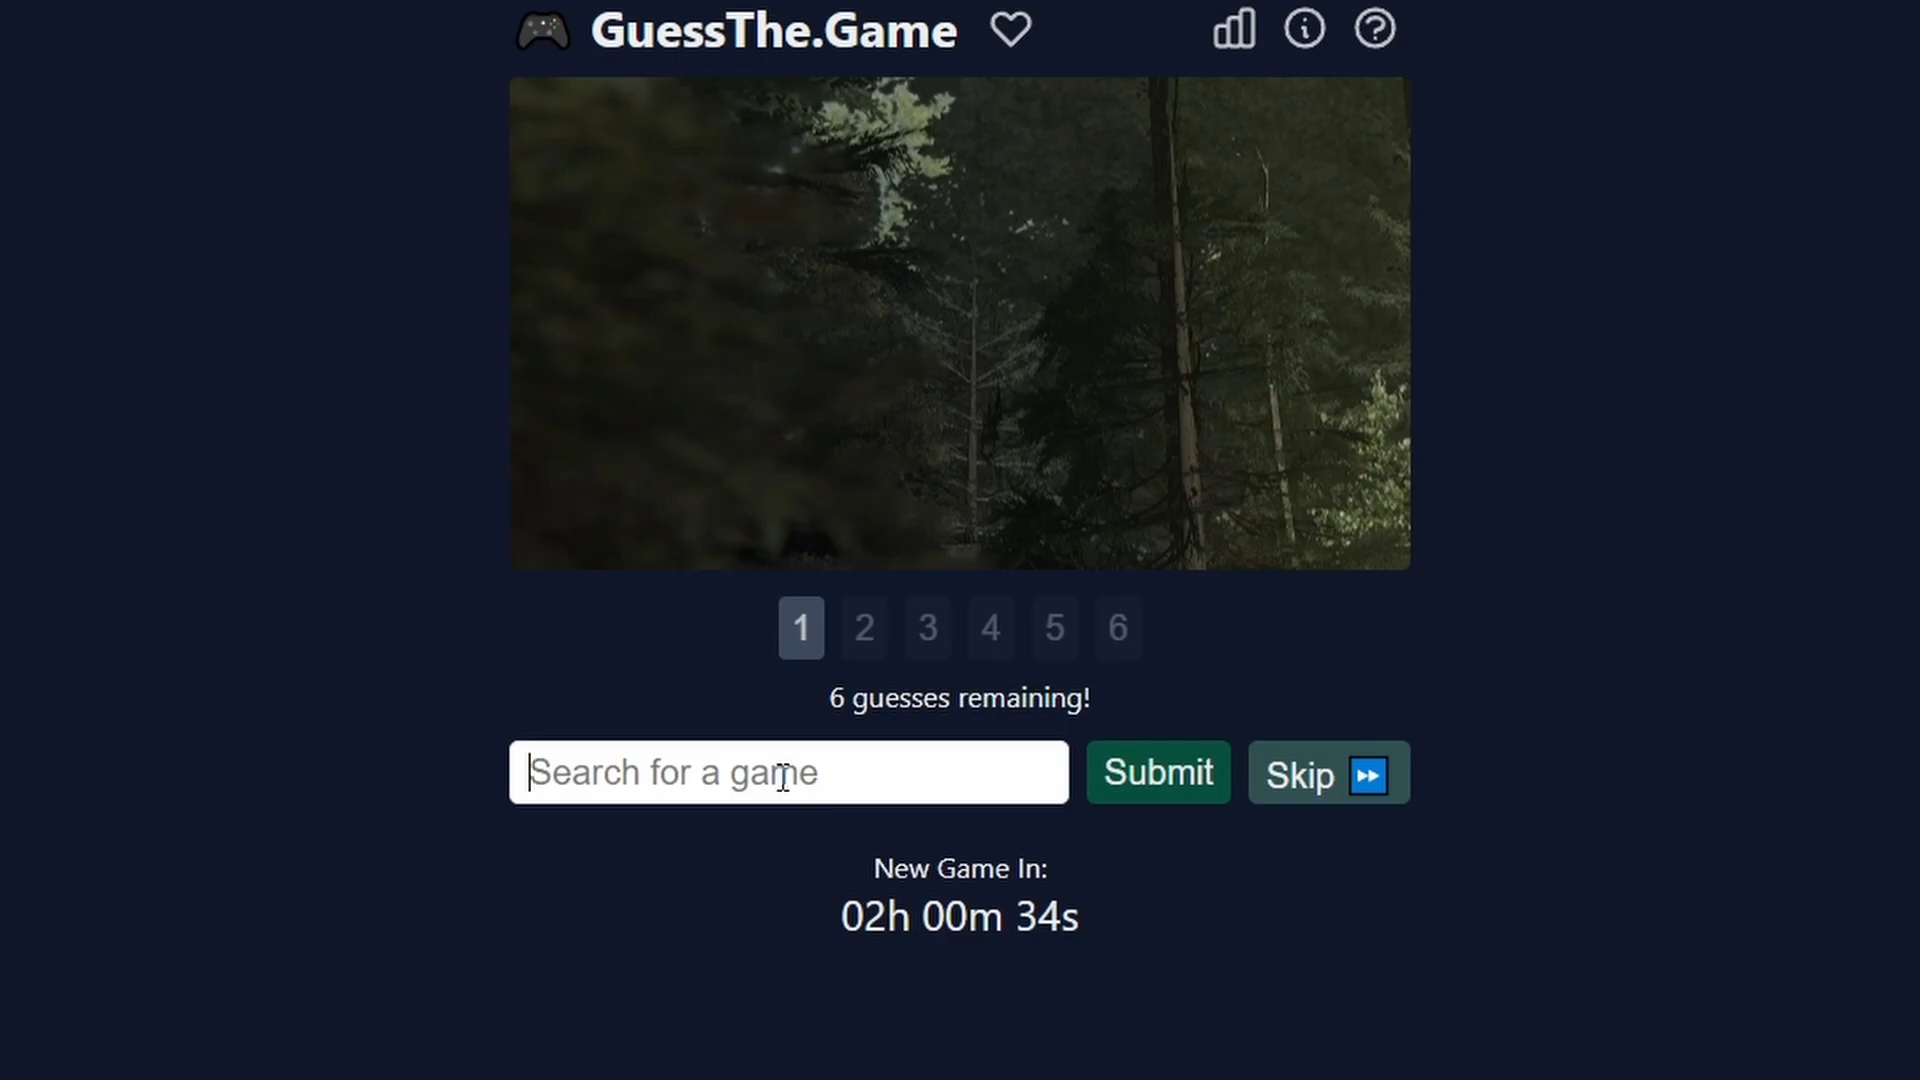 GuessThe.Game
1 2 3 4 5 6
6 guesses remaining!
Search for a game
Submit
Skip
New Game In:
02h 00m 34s